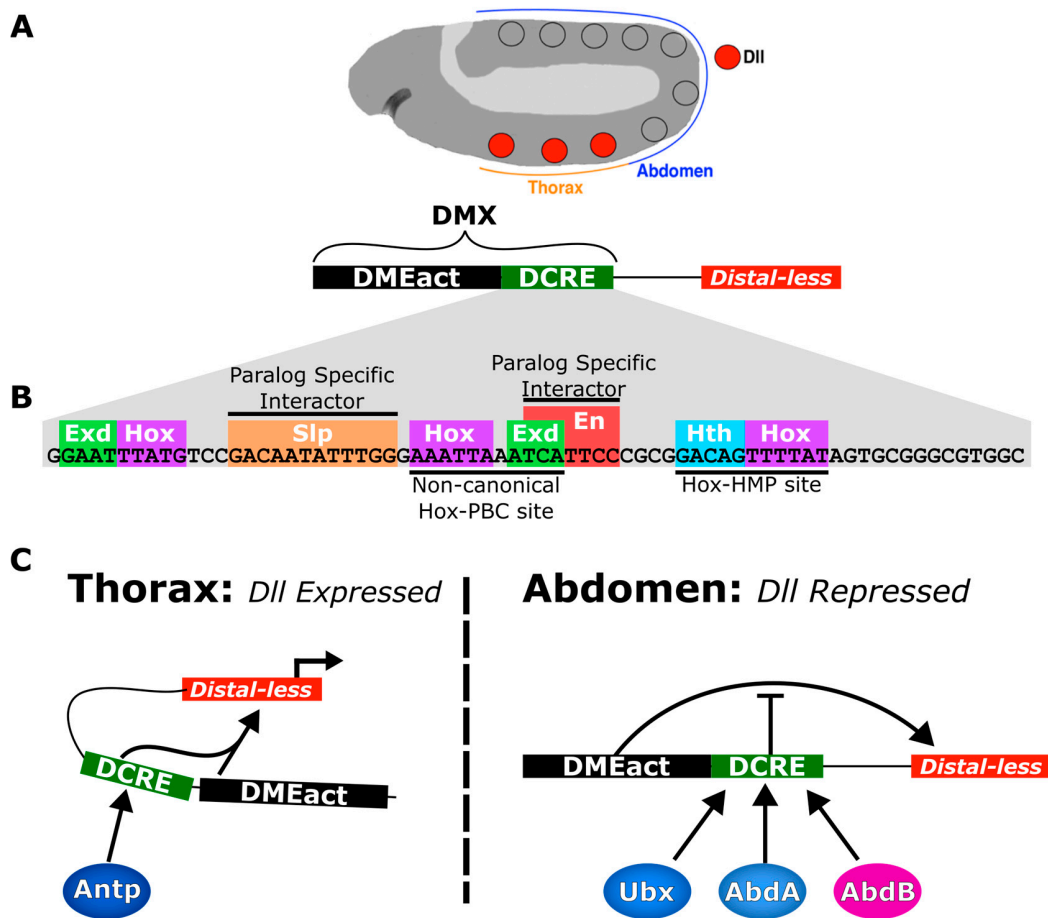 A
Dll
Abdomen
Thorax
DMX
DMEact DCRE Distal-less
B
Paralog Specific
Interactor
Paralog Specific
Interactor
Exd Hox Slp Hox Exd En Hth Hox
GGAATTTATGTCCGACAATATTTGGGAAATTAAATCATTCCCGCGGACAGTTTTATAGTGCGGGCGTGGC
Non-canonical
Hox-PBC site
Hox-HMP site
C
Thorax: Dll Expressed
Distal-less
DCRE
DMEact
Antp
Abdomen: Dll Repressed
DMEact DCRE Distal-less
Ubx AbdA AbdB